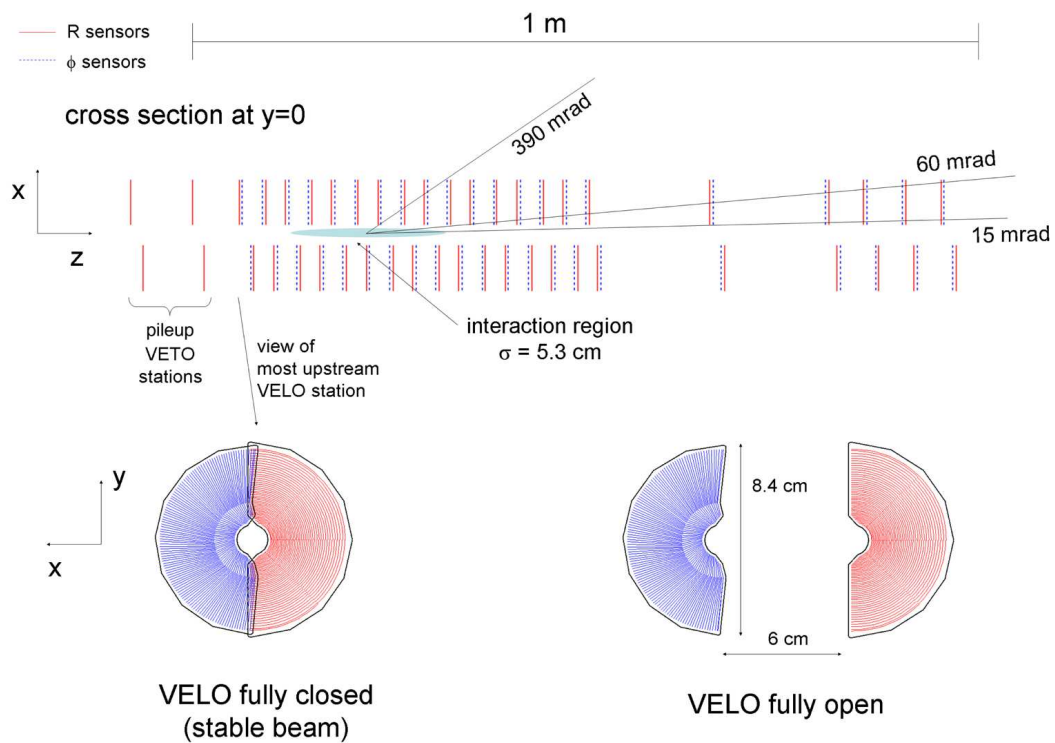 R sensors
ϕ sensors
1 m
cross section at y=0
390 mrad
60 mrad
15 mrad
x
z
pileup
VETO
stations
view of
most upstream
VELO station
interaction region
σ = 5.3 cm
y
x
8.4 cm
6 cm
VELO fully closed
(stable beam)
VELO fully open